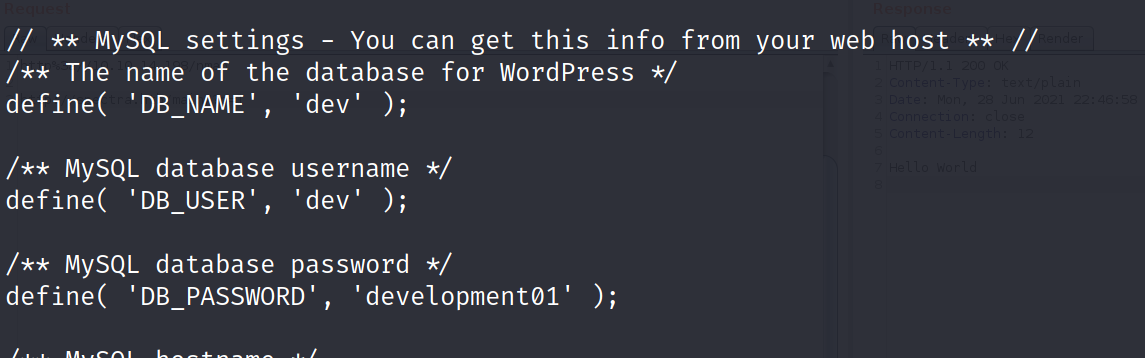 // ** MySQL settings - You can get this info from your web host ** //
/** The name of the database for WordPress */
define( 'DB_NAME', 'dev' );
/** MySQL database username */
define( 'DB_USER', 'dev' );
/** MySQL database password */
define( 'DB_PASSWORD', 'development01' );
/** MySQL hostname */
Request
Response
Render
1 HTTP/1.1 200 OK
2 Content-Type: text/plain
3 Date: Mon, 28 Jun 2021 22:46:58
4 Connection: close
5 Content-Length: 12
6
7 Hello World
8